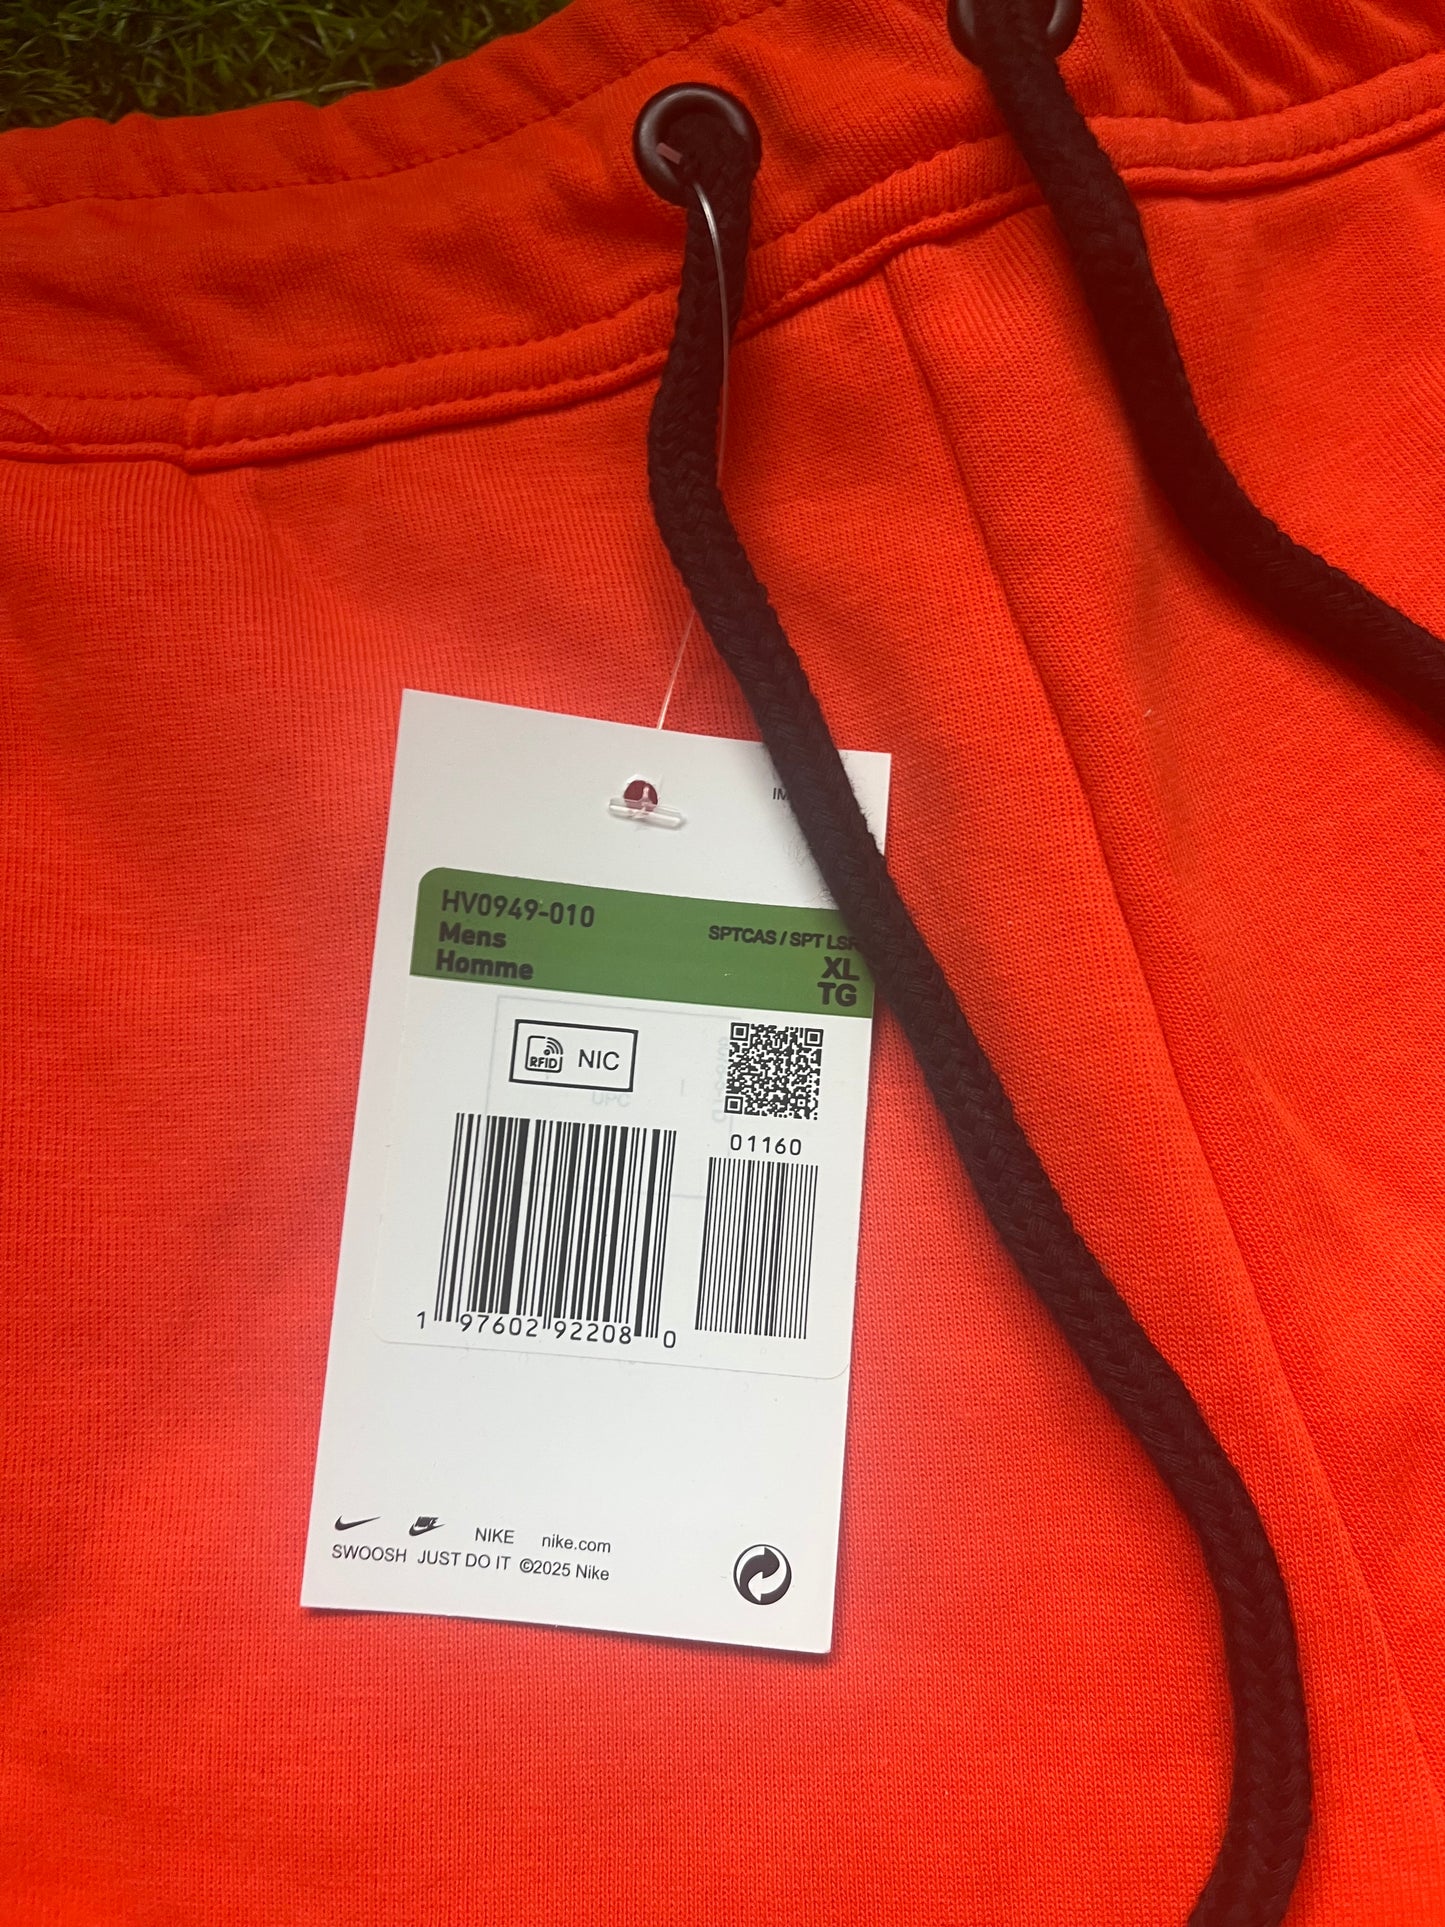 HV0949-010
Mens
Homme
SPTCAS / SPT
XL
TG
RFID NIC
UPC
01160
1 97602 92208 0
NIKE NIKE nike.com
SWOOSH JUST DO IT ©2025 Nike